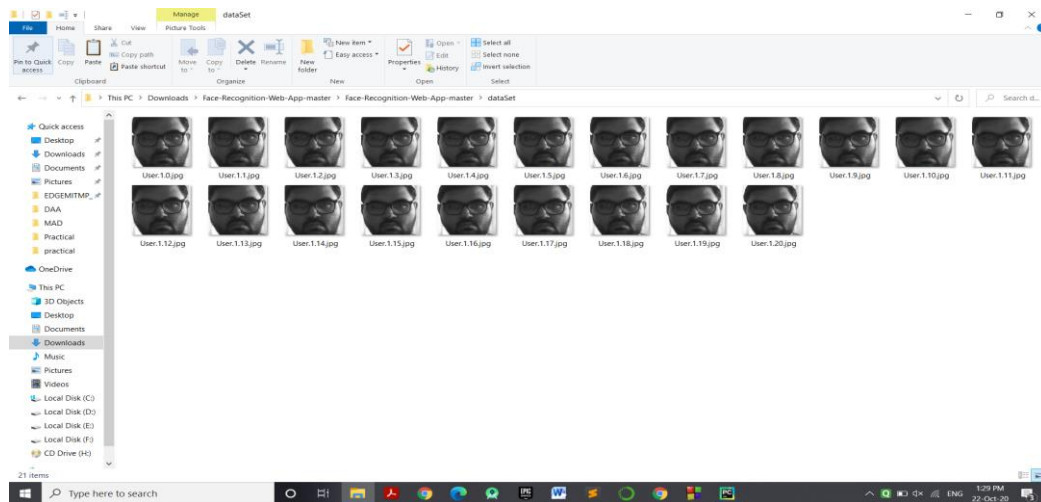 Manage dataSet
File Home Share View Picture Tools
Pin to Quick access
Copy
Paste
Cut
Copy path
Paste shortcut
Clipboard
Move to
Copy to
Delete
Rename
Organize
New folder
New item
Easy access
New
Properties
Open
Edit
History
Open
Select all
Select none
Invert selection
Select
This PC > Downloads > Face-Recognition-Web-App-master > Face-Recognition-Web-App-master > dataSet
Search d...
Quick access
Desktop
Downloads
Documents
Pictures
EDGEMITMP_
DAA
MAD
Practical
practical
OneDrive
This PC
3D Objects
Desktop
Documents
Downloads
Music
Pictures
Videos
Local Disk (C:)
Local Disk (D:)
Local Disk (E:)
Local Disk (F:)
CD Drive (H:)
User.1.0.jpg User.1.1.jpg User.1.2.jpg User.1.3.jpg User.1.4.jpg User.1.5.jpg User.1.6.jpg User.1.7.jpg User.1.8.jpg User.1.9.jpg User.1.10.jpg User.1.11.jpg
User.1.12.jpg User.1.13.jpg User.1.14.jpg User.1.15.jpg User.1.16.jpg User.1.17.jpg User.1.18.jpg User.1.19.jpg User.1.20.jpg
21 items
Type here to search
ENG
1:29 PM
22-Oct-20